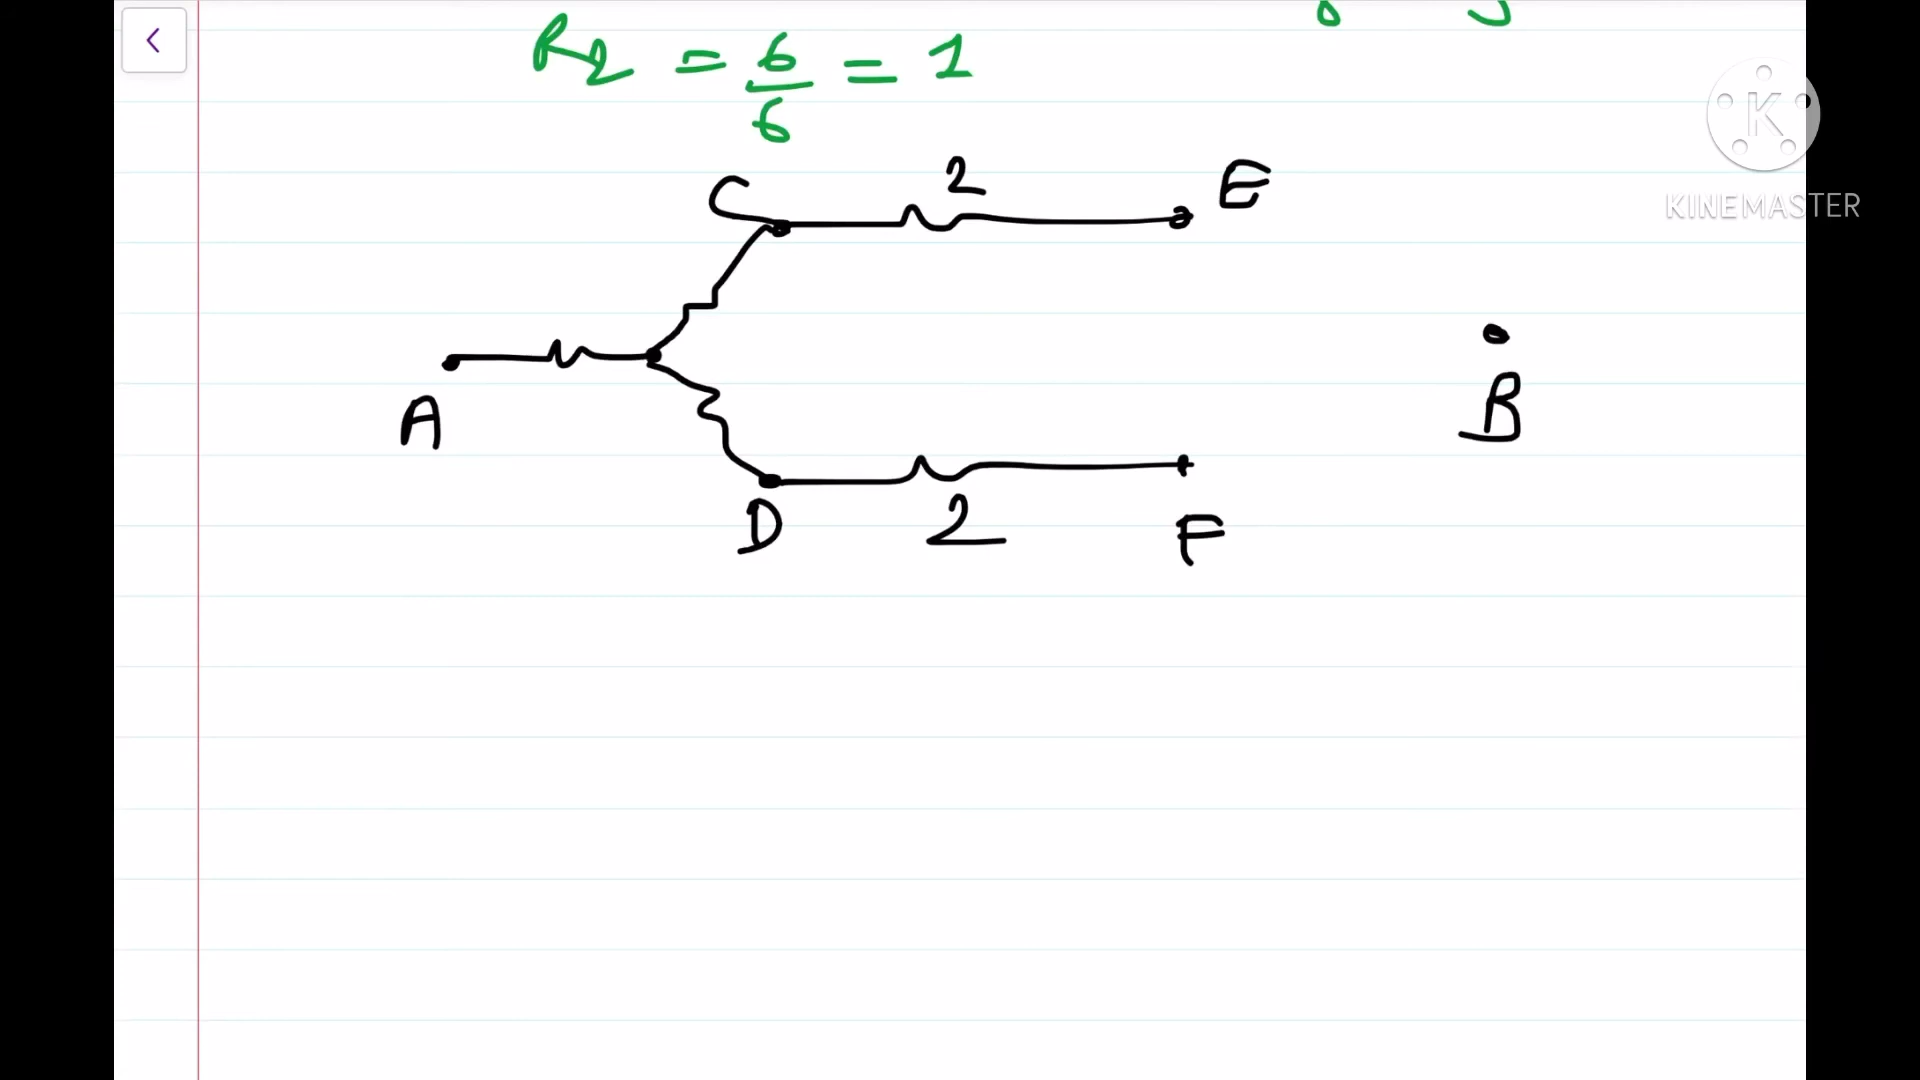 R2 = 6/6 = 1
K
KINEMASTER
C 2 E
A B
D 2 F